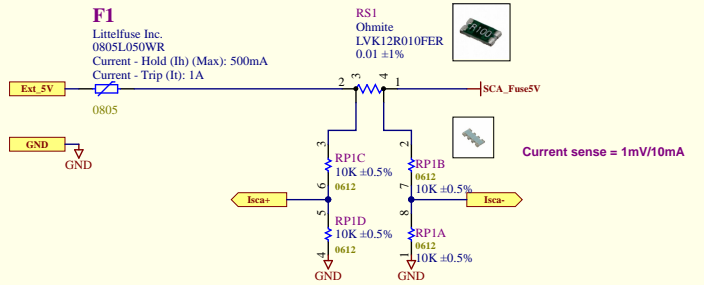 F1
Littelfuse Inc.
0805L050WR
Current - Hold (Ih) (Max): 500mA
Current - Trip (It): 1A
0805
RS1
Ohmite
LVK12R010FER
0.01 ±1%
R100
Ext_5V
2
3
4
1
SCA_Fuse5V
GND
GND
Current sense = 1mV/10mA
3
RP1C
10K ±0.5%
0612
6
2
RP1B
0612
10K ±0.5%
7
Isca+
Isca-
5
RP1D
10K ±0.5%
0612
4
GND
8
RP1A
0612
10K ±0.5%
1
GND